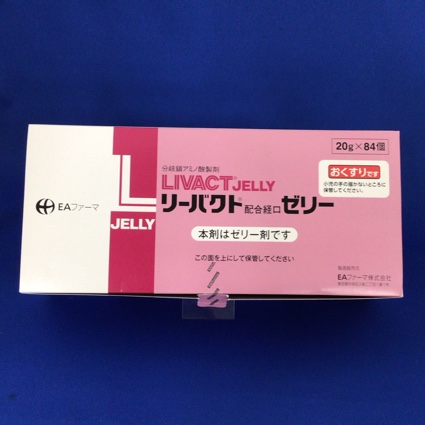 20g×84個
分岐鎖アミノ酸製剤
LIVACT JELLY
リーバクト配合経口ゼリー
おくすりです
小児の手の届かないところに
保管してください。
EAファーマ
L
JELLY
本剤はゼリー剤です
この面を上にして保管してください
製造販売元
EAファーマ株式会社